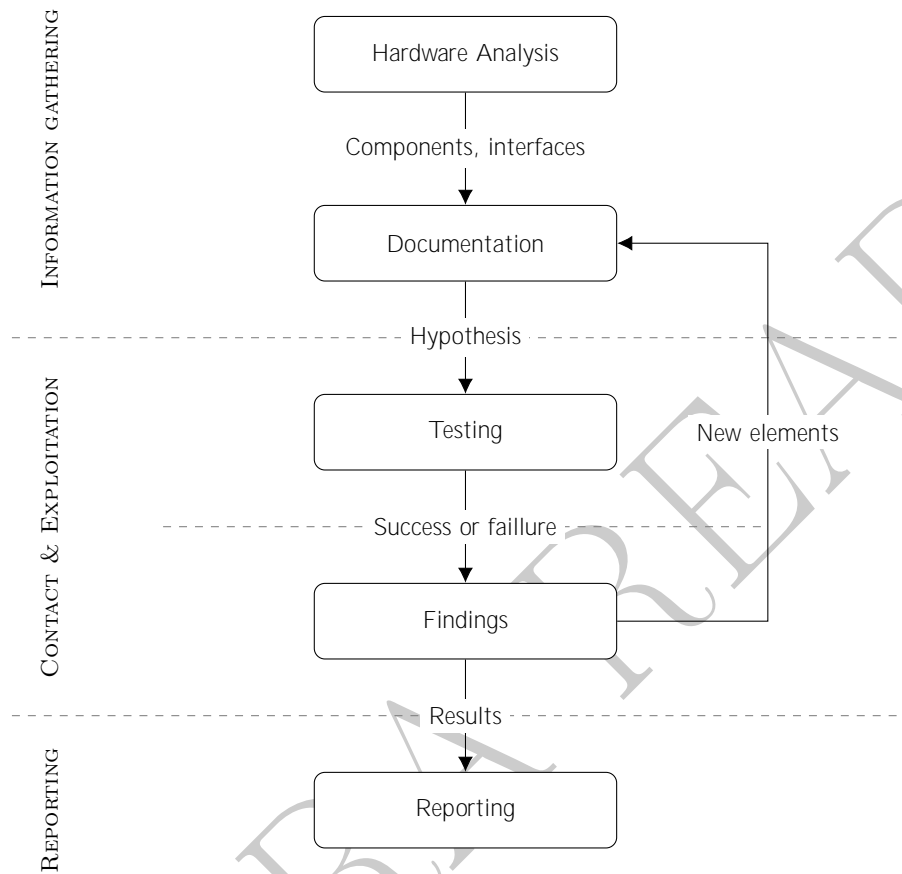 INFORMATION GATHERING
Hardware Analysis
Components, interfaces
Documentation
Hypothesis
CONTACT & EXPLOITATION
Testing
New elements
Success or faillure
Findings
Results
REPORTING
Reporting